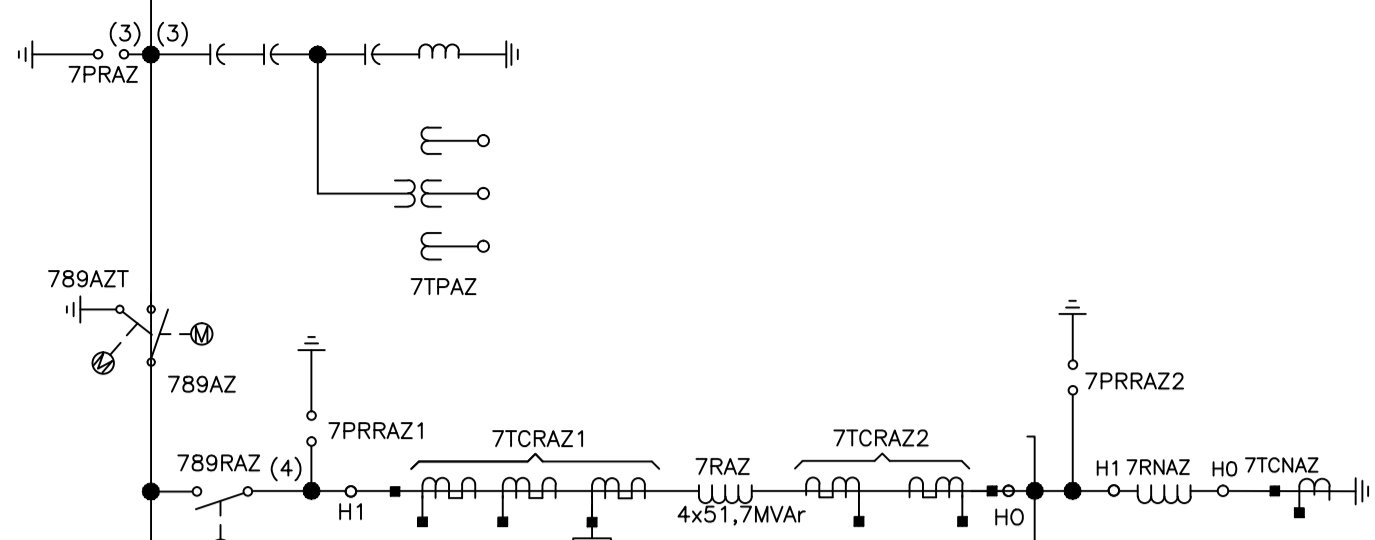 (3) (3)
7PRAZ
7TPAZ
789AZT
M
M
789AZ
7PRRAZ2
7PRRAZ1
7TCRAZ1
7TCRAZ2
789RAZ (4)
7RAZ
H1 7RNAZ H0 7TCNAZ
H1
4x51,7MVAr
H0